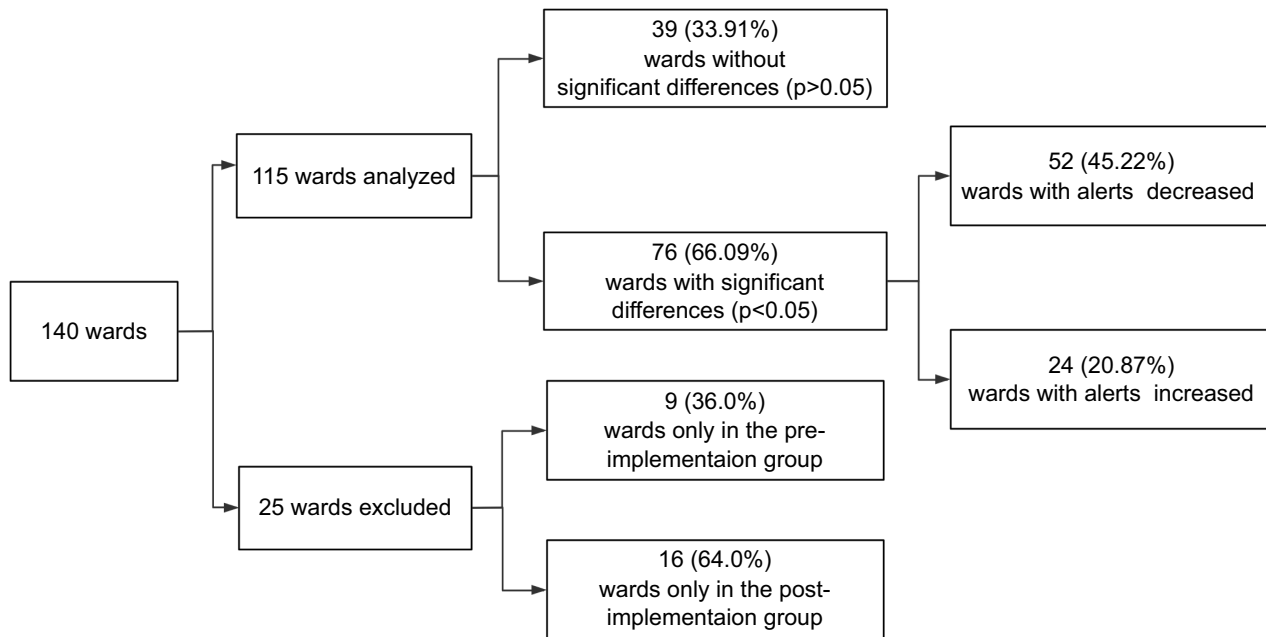 140 wards
115 wards analyzed
25 wards excluded
39 (33.91%)
wards without
significant differences (p>0.05)
76 (66.09%)
wards with significant
differences (p<0.05)
9 (36.0%)
wards only in the pre-
implementaion group
16 (64.0%)
wards only in the post-
implementaion group
52 (45.22%)
wards with alerts decreased
24 (20.87%)
wards with alerts increased